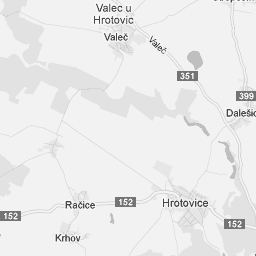 Valec u
Hrotovic
Valeč
Valeč
351
399
Dalešic
Račice
152
Hrotovice
152
152
Krhov